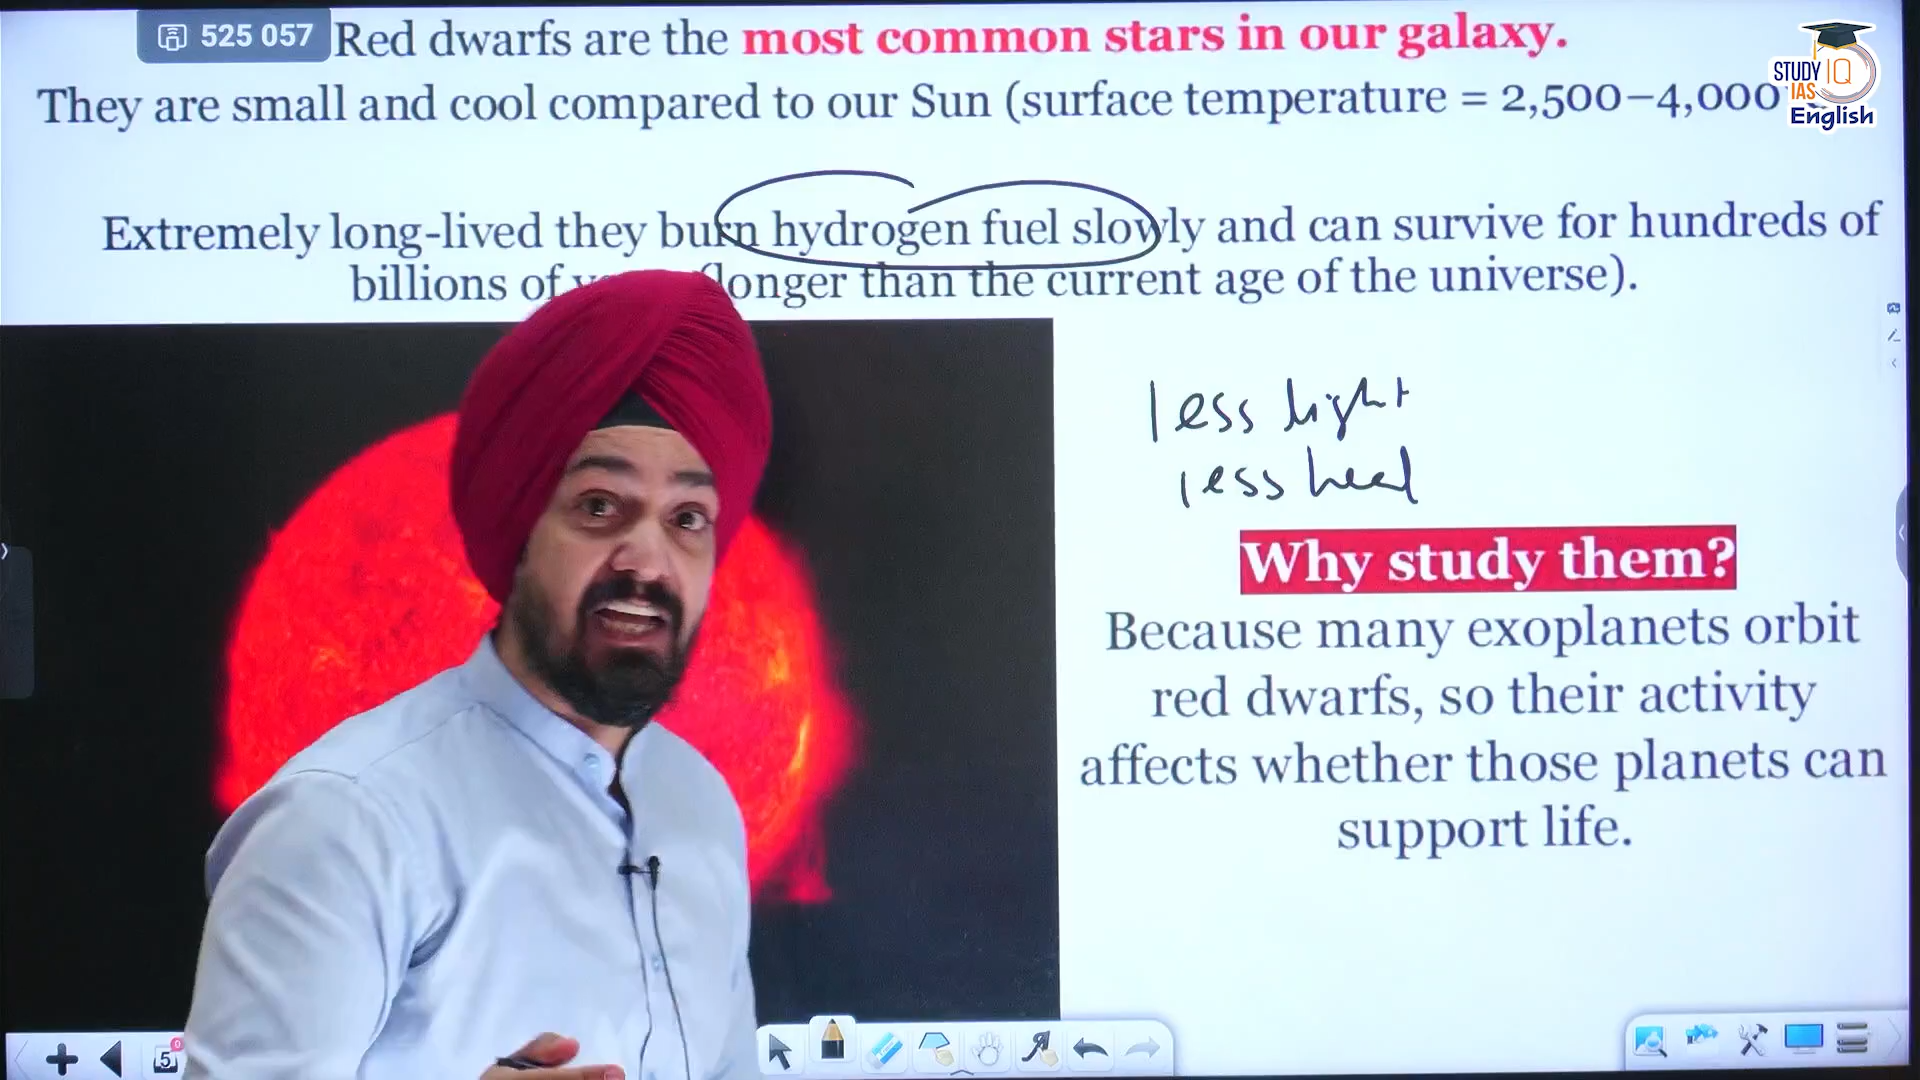 525 057
Red dwarfs are the most common stars in our galaxy.
STUDY IQ
IAS
English
They are small and cool compared to our Sun (surface temperature = 2,500–4,000
Extremely long-lived they burn hydrogen fuel slowly and can survive for hundreds of
billions of (longer than the current age of the universe).
less light
less heat
Why study them?
Because many exoplanets orbit
red dwarfs, so their activity
affects whether those planets can
support life.
5
0